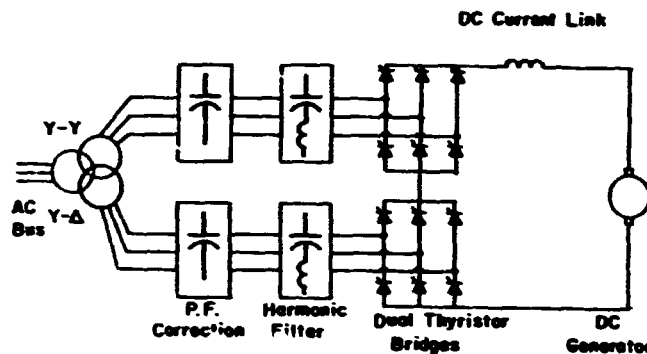 DC Current Link
Y-Y
AC
Bus
Y-Δ
P.F.
Correction
Harmonic
Filter
Dual Thyristor
Bridges
DC
Generator